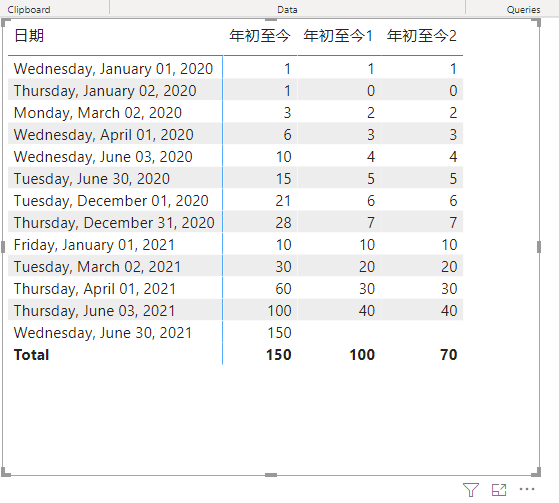 Clipboard Data Queries
日期 年初至今 年初至今1 年初至今2
Wednesday, January 01, 2020 1 1 1
Thursday, January 02, 2020 1 0 0
Monday, March 02, 2020 3 2 2
Wednesday, April 01, 2020 6 3 3
Wednesday, June 03, 2020 10 4 4
Tuesday, June 30, 2020 15 5 5
Tuesday, December 01, 2020 21 6 6
Thursday, December 31, 2020 28 7 7
Friday, January 01, 2021 10 10 10
Tuesday, March 02, 2021 30 20 20
Thursday, April 01, 2021 60 30 30
Thursday, June 03, 2021 100 40 40
Wednesday, June 30, 2021 150
Total 150 100 70